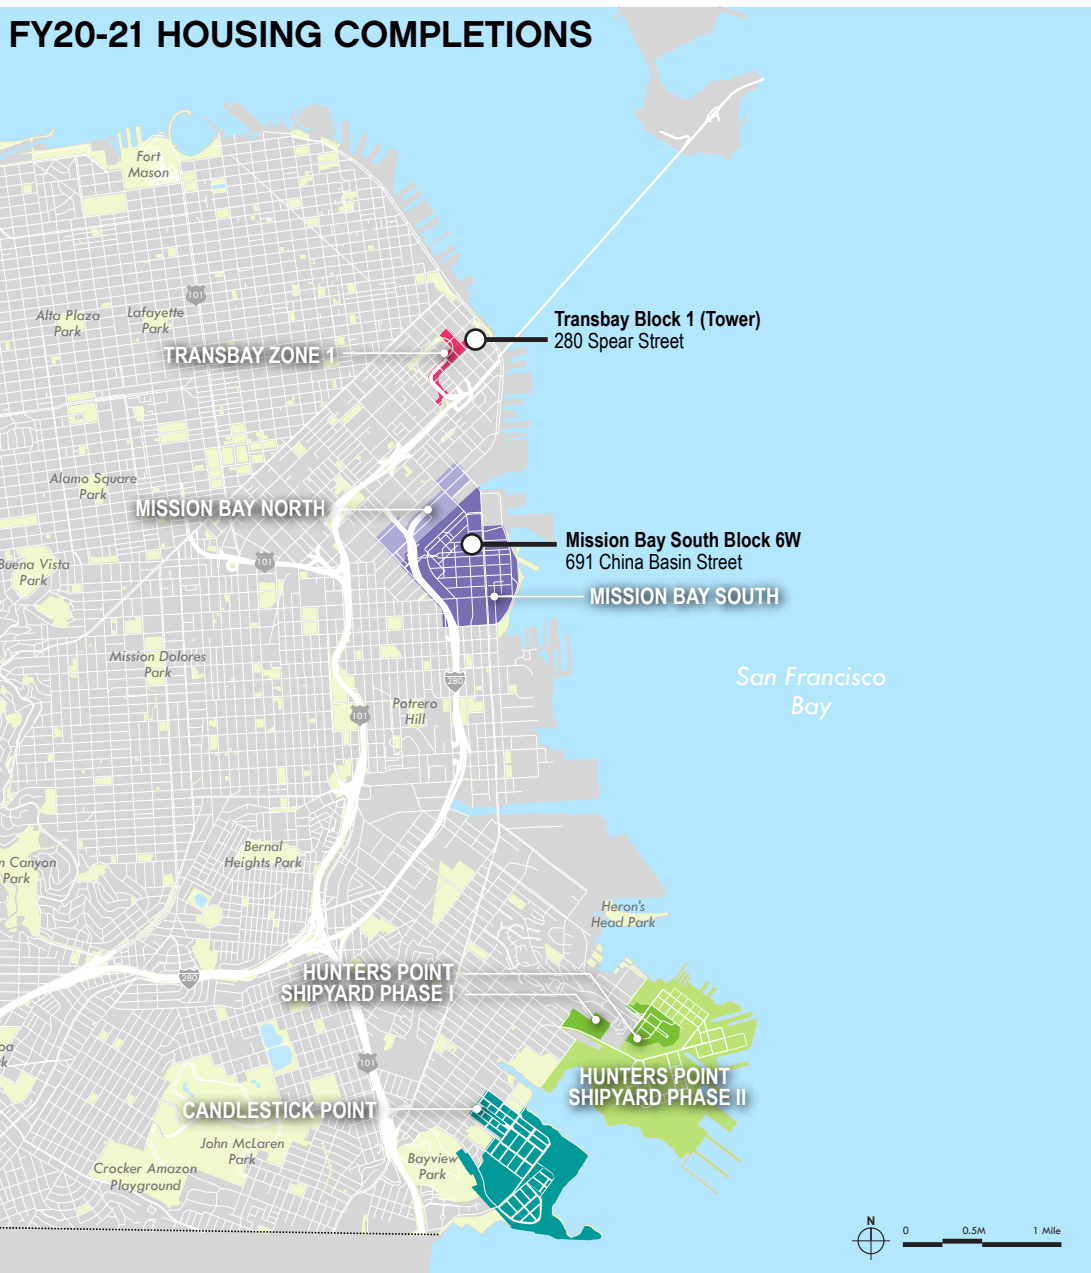 FY20-21 HOUSING COMPLETIONS
Fort
Mason
101
Alta Plaza
Park
Lafayette
Park
Transbay Block 1 (Tower)
280 Spear Street
TRANSBAY ZONE 1
Alamo Square
Park
MISSION BAY NORTH
Mission Bay South Block 6W
691 China Basin Street
101
Buena Vista
Park
MISSION BAY SOUTH
Mission Dolores
Park
San Francisco
Bay
280
Potrero
Hill
101
Bernal
Heights Park
n Canyon
Park
Heron's
Head Park
HUNTERS POINT
SHIPYARD PHASE I
280
oa
k
101
HUNTERS POINT
SHIPYARD PHASE II
CANDLESTICK POINT
John McLaren
Park
Bayview
Park
Crocker Amazon
Playground
N
0 0.5M 1 Mile